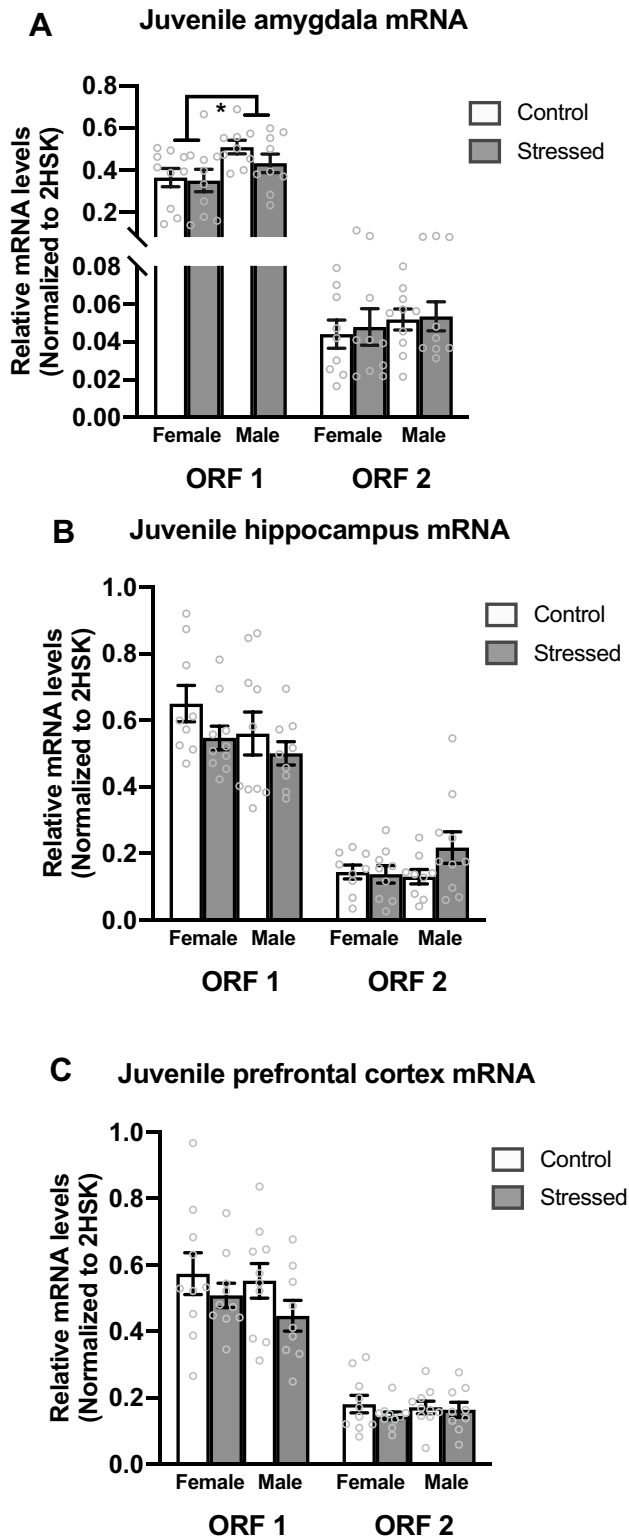 A
Juvenile amygdala mRNA
Relative mRNA levels
(Normalized to 2HSK)
0.8
0.6
0.4
0.2
0.08
0.06
0.04
0.02
0.00
*
Control
Stressed
Female Male Female Male
ORF 1 ORF 2
B
Juvenile hippocampus mRNA
Relative mRNA levels
(Normalized to 2HSK)
1.0
0.8
0.6
0.4
0.2
0.0
Control
Stressed
Female Male Female Male
ORF 1 ORF 2
C
Juvenile prefrontal cortex mRNA
Relative mRNA levels
(Normalized to 2HSK)
1.0
0.8
0.6
0.4
0.2
0.0
Control
Stressed
Female Male Female Male
ORF 1 ORF 2